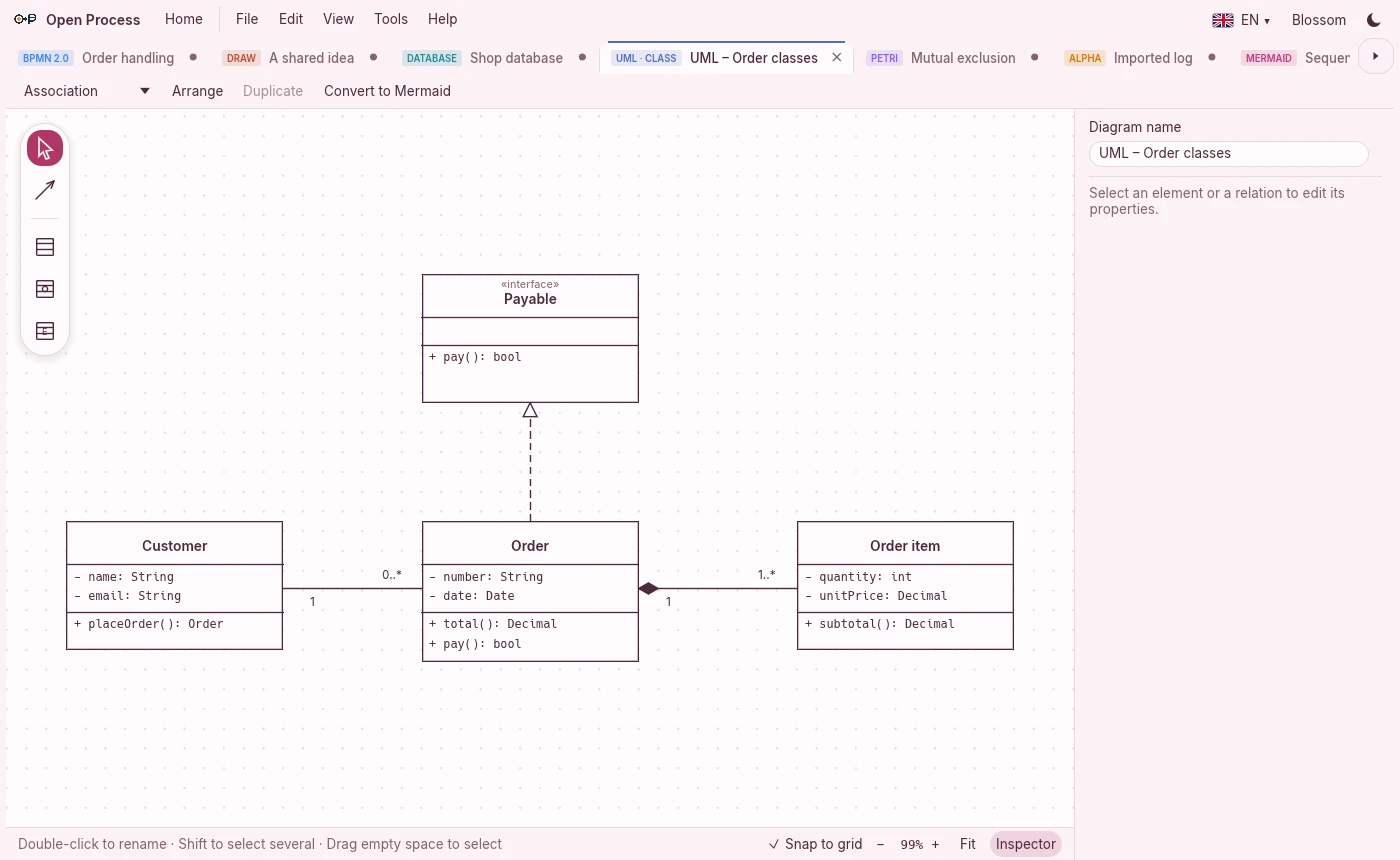 Open Process Home File Edit View Tools Help EN ▾ Blossom
BPMN 2.0 Order handling DRAW A shared idea DATABASE Shop database UML · CLASS UML – Order classes PETRI Mutual exclusion ALPHA Imported log MERMAID Sequer
Association Arrange Duplicate Convert to Mermaid
Diagram name
UML – Order classes
Select an element or a relation to edit its
properties.
«interface»
Payable
+ pay(): bool
Customer
- name: String
- email: String
+ placeOrder(): Order
0..*
1
Order
- number: String
- date: Date
+ total(): Decimal
+ pay(): bool
1..*
1
Order item
- quantity: int
- unitPrice: Decimal
+ subtotal(): Decimal
Double-click to rename · Shift to select several · Drag empty space to select
✓ Snap to grid − 99% + Fit Inspector